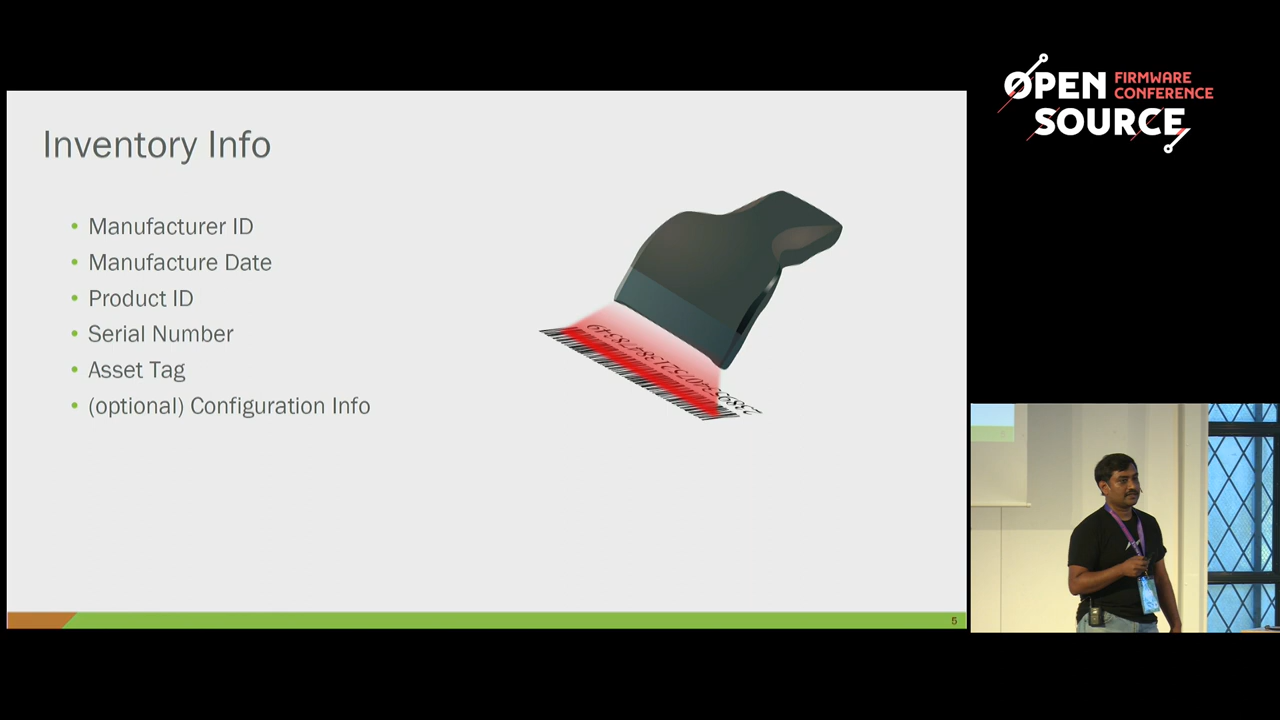 OPEN FIRMWARE
CONFERENCE
SOURCE
Inventory Info
• Manufacturer ID
• Manufacture Date
• Product ID
• Serial Number
• Asset Tag
• (optional) Configuration Info
5